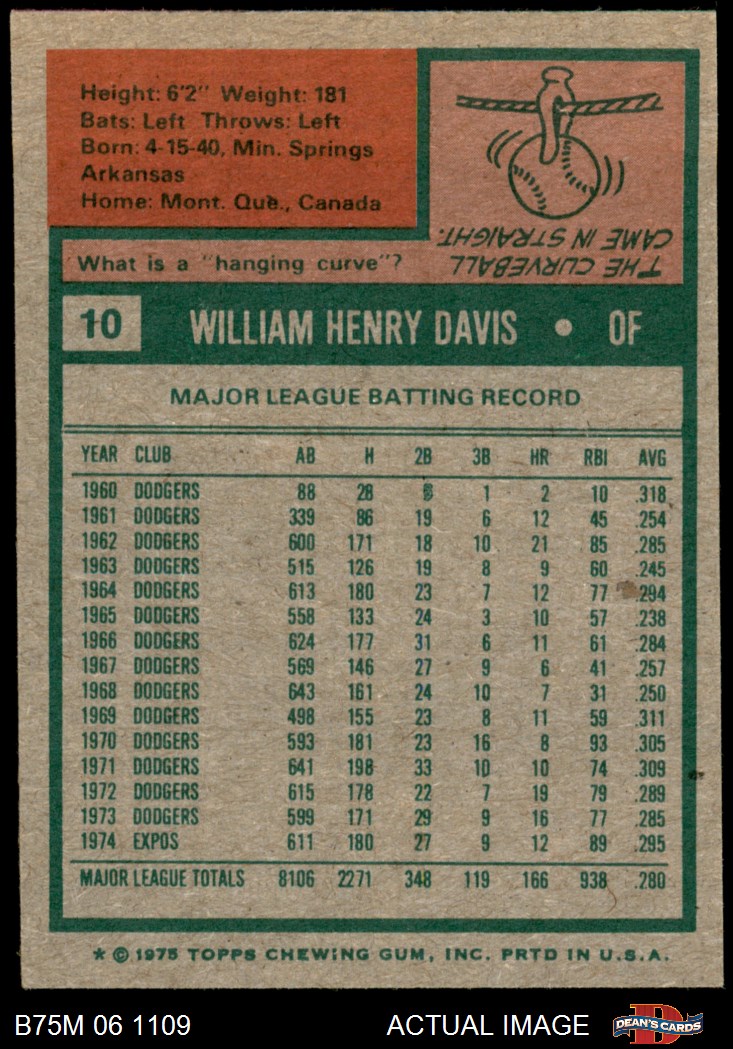 Height: 6'2" Weight: 181
Bats: Left Throws: Left
Born: 4-15-40, Min. Springs
Arkansas
Home: Mont. Que., Canada
What is a "hanging curve"?
THE CURVEBALL
CAME IN STRAIGHT.
10 WILLIAM HENRY DAVIS • OF
MAJOR LEAGUE BATTING RECORD
YEAR CLUB AB H 2B 3B HR RBI AVG
1960 DODGERS 88 28 1 2 10 .318
1961 DODGERS 339 86 19 6 12 45 .254
1962 DODGERS 600 171 18 10 21 85 .285
1963 DODGERS 515 126 19 8 9 60 .245
1964 DODGERS 613 180 23 7 12 77 .294
1965 DODGERS 558 133 24 3 10 57 .238
1966 DODGERS 624 177 31 6 11 61 .284
1967 DODGERS 569 146 27 9 6 41 .257
1968 DODGERS 643 161 24 10 7 31 .250
1969 DODGERS 498 155 23 8 11 59 .311
1970 DODGERS 593 181 23 16 8 93 .305
1971 DODGERS 641 198 33 10 10 74 .309
1972 DODGERS 615 178 22 7 19 79 .289
1973 DODGERS 599 171 29 9 16 77 .285
1974 EXPOS 611 180 27 9 12 89 .295
MAJOR LEAGUE TOTALS 8106 2271 348 119 166 938 .280
* © 1975 TOPPS CHEWING GUM, INC. PRTD IN U.S.A.
B75M 06 1109 ACTUAL IMAGE D DEAN'S CARDS